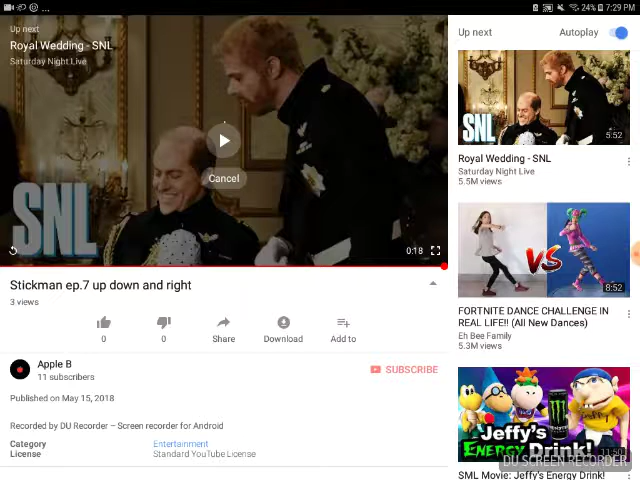 ... 24% 7:29 PM
Up next
Royal Wedding - SNL
Saturday Night Live
Cancel
SNL
0:18
Stickman ep.7 up down and right
3 views
0 0 Share Download Add to
Apple B
11 subscribers
SUBSCRIBE
Published on May 15, 2018
Recorded by DU Recorder – Screen recorder for Android
Category Entertainment
License Standard YouTube License
Up next Autoplay
SNL
5:52
Royal Wedding - SNL
Saturday Night Live
5.5M views
VS
8:52
FORTNITE DANCE CHALLENGE IN
REAL LIFE!! (All New Dances)
Eh Bee Family
5.3M views
Jeffy's
ENERGY Drink!
11:50
DU SCREEN RECORDER
SML Movie: Jeffy's Energy Drink!